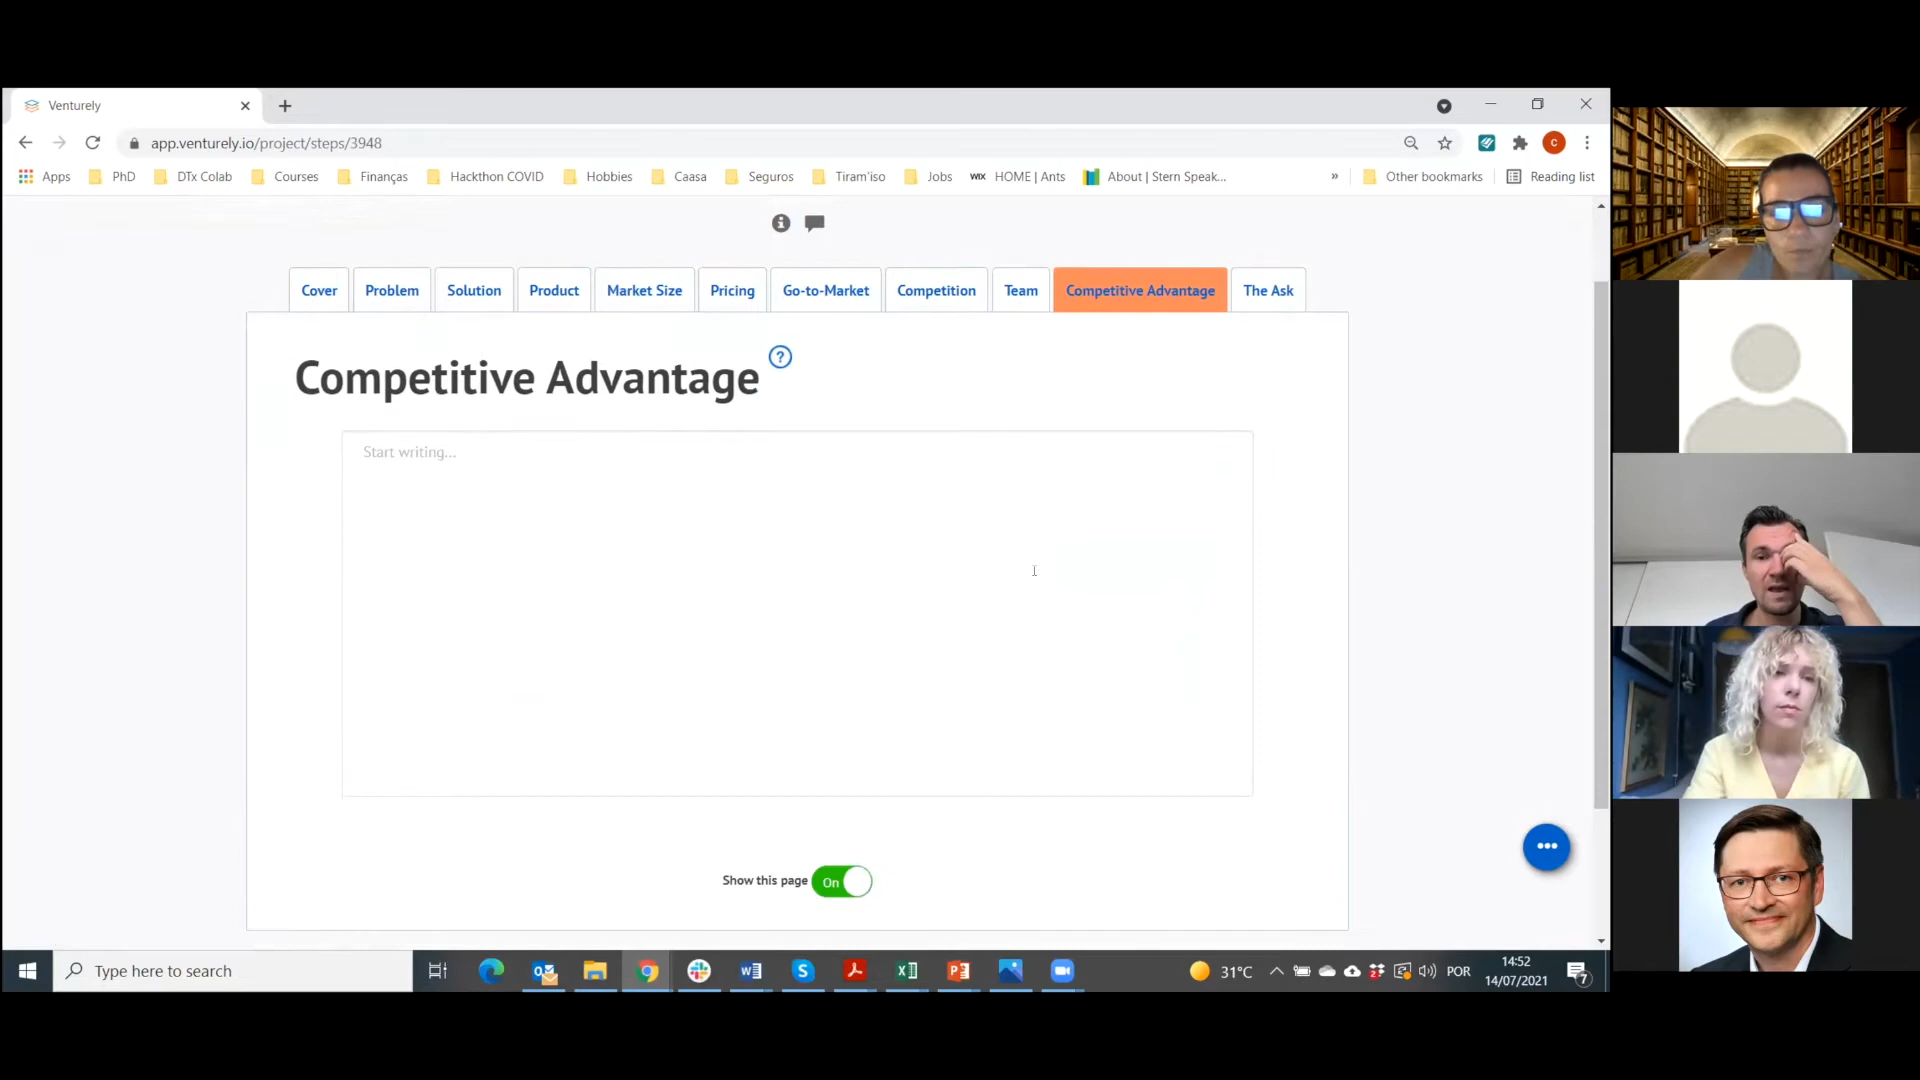 Venturely
app.venturely.io/project/steps/3948
C
Apps PhD DTx Colab Courses Finanças Hackthon COVID Hobbies Caasa Seguros Tiram'iso Jobs WIX HOME | Ants About | Stern Speak... » Other bookmarks Reading list
Cover Problem Solution Product Market Size Pricing Go-to-Market Competition Team Competitive Advantage The Ask
Competitive Advantage ?
Start writing...
Show this page On
Type here to search 31°C POR 14:52
14/07/2021 7